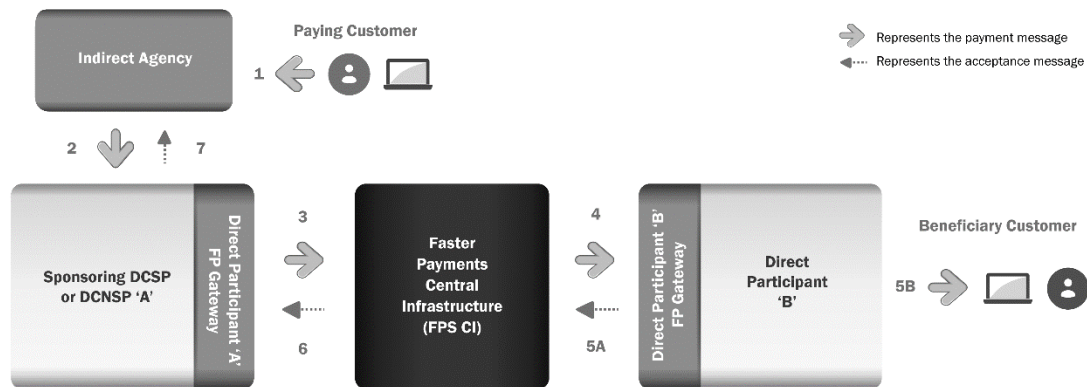 Paying Customer
Indirect Agency
1
Represents the payment message
Represents the acceptance message
2
7
Sponsoring DCSP
or DCNSP ‘A’
Direct Participant ‘A’
FP Gateway
3
6
Faster
Payments
Central
Infrastructure
(FPS CI)
4
5A
Direct Participant ‘B’
FP Gateway
Direct
Participant
‘B’
Beneficiary Customer
5B